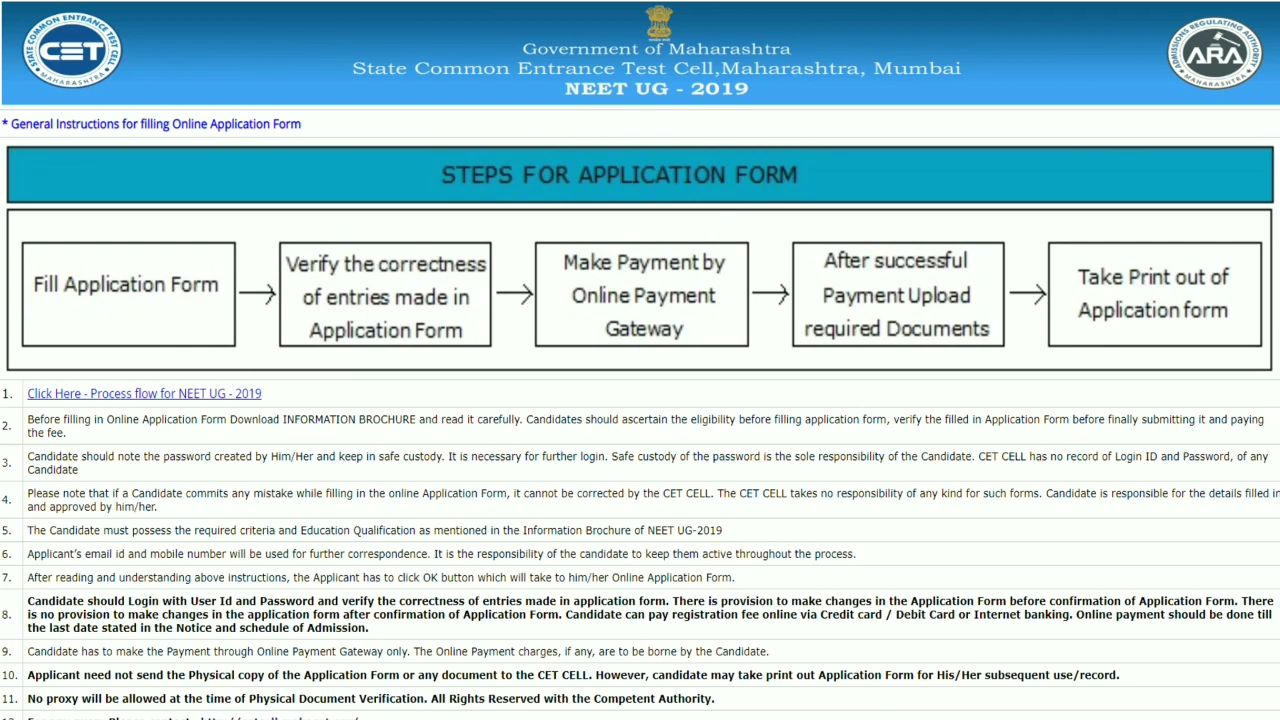 STATE COMMON ENTRANCE TEST CELL
CET
MAHARASHTRA
Government of Maharashtra
State Common Entrance Test Cell,Maharashtra, Mumbai
NEET UG - 2019
ADMISSIONS REGULATING AUTHORITY
ARA
MAHARASHTRA
* General Instructions for filling Online Application Form
STEPS FOR APPLICATION FORM
Fill Application Form
Verify the correctness
of entries made in
Application Form
Make Payment by
Online Payment
Gateway
After successful
Payment Upload
required Documents
Take Print out of
Application form
1. Click Here - Process flow for NEET UG - 2019
2. Before filling in Online Application Form Download INFORMATION BROCHURE and read it carefully. Candidates should ascertain the eligibility before filling application form, verify the filled in Application Form before finally submitting it and paying
the fee.
3. Candidate should note the password created by Him/Her and keep in safe custody. It is necessary for further login. Safe custody of the password is the sole responsibility of the Candidate. CET CELL has no record of Login ID and Password, of any
Candidate
4. Please note that if a Candidate commits any mistake while filling in the online Application Form, it cannot be corrected by the CET CELL. The CET CELL takes no responsibility of any kind for such forms. Candidate is responsible for the details filled in
and approved by him/her.
5. The Candidate must possess the required criteria and Education Qualification as mentioned in the Information Brochure of NEET UG-2019
6. Applicant's email id and mobile number will be used for further correspondence. It is the responsibility of the candidate to keep them active throughout the process.
7. After reading and understanding above instructions, the Applicant has to click OK button which will take to him/her Online Application Form.
8. Candidate should Login with User Id and Password and verify the correctness of entries made in application form. There is provision to make changes in the Application Form before confirmation of Application Form. There
is no provision to make changes in the application form after confirmation of Application Form. Candidate can pay registration fee online via Credit card / Debit Card or Internet banking. Online payment should be done till
the last date stated in the Notice and schedule of Admission.
9. Candidate has to make the Payment through Online Payment Gateway only. The Online Payment charges, if any, are to be borne by the Candidate.
10. Applicant need not send the Physical copy of the Application Form or any document to the CET CELL. However, candidate may take print out Application Form for His/Her subsequent use/record.
11. No proxy will be allowed at the time of Physical Document Verification. All Rights Reserved with the Competent Authority.